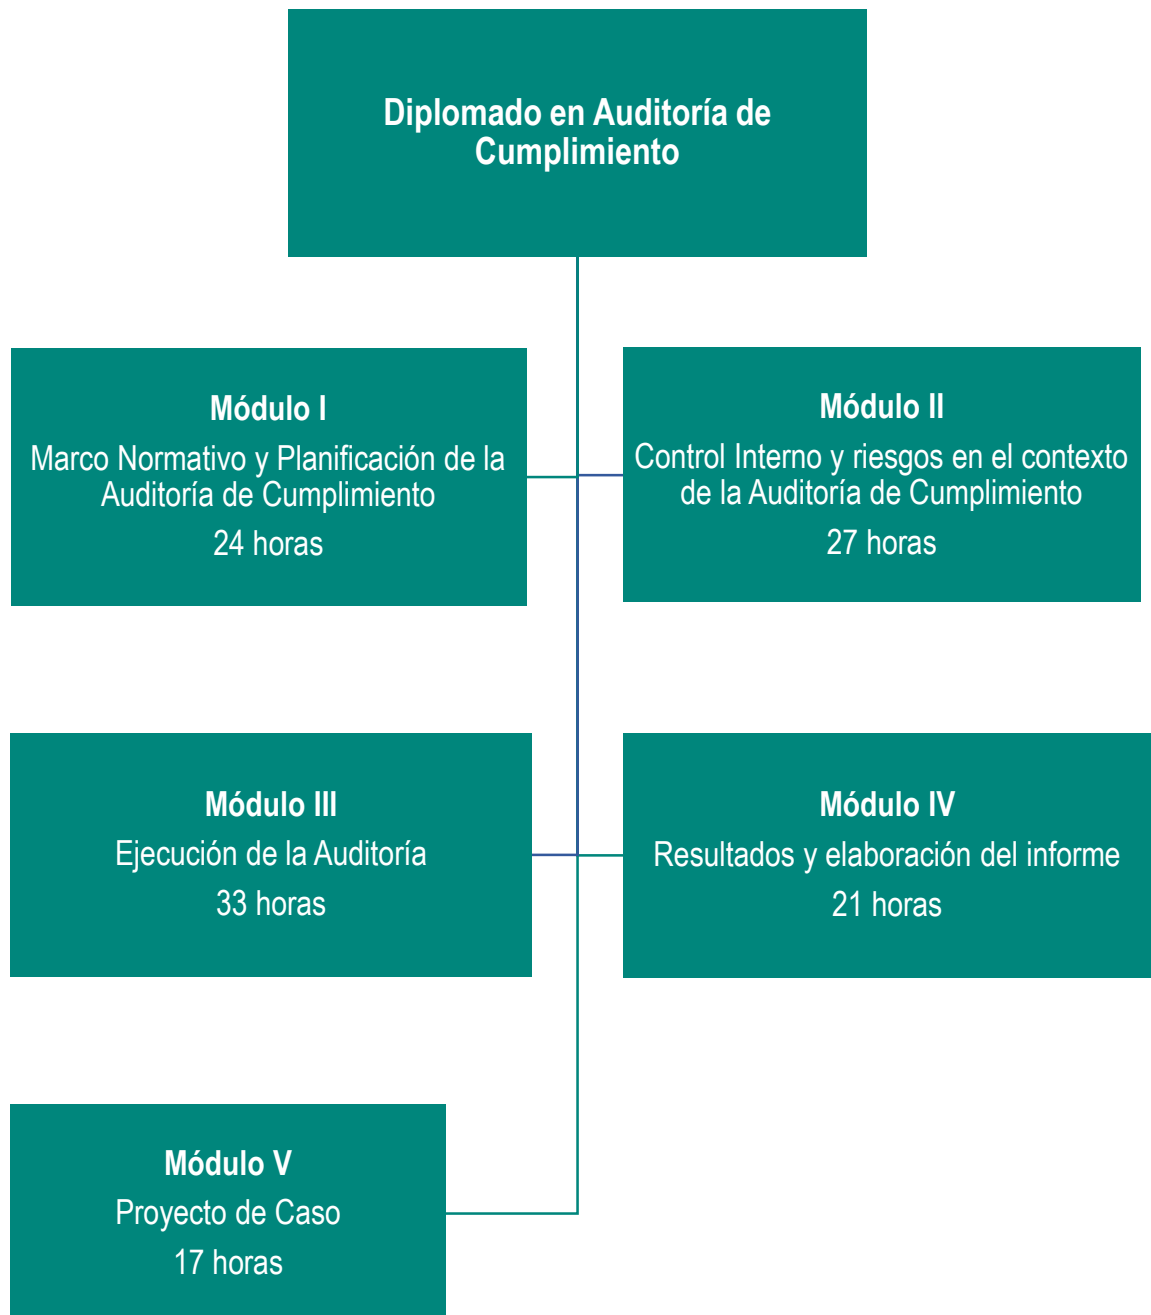 Diplomado en Auditoría de
Cumplimiento
Módulo I
Marco Normativo y Planificación de la
Auditoría de Cumplimiento
24 horas
Módulo II
Control Interno y riesgos en el contexto
de la Auditoría de Cumplimiento
27 horas
Módulo III
Ejecución de la Auditoría
33 horas
Módulo IV
Resultados y elaboración del informe
21 horas
Módulo V
Proyecto de Caso
17 horas